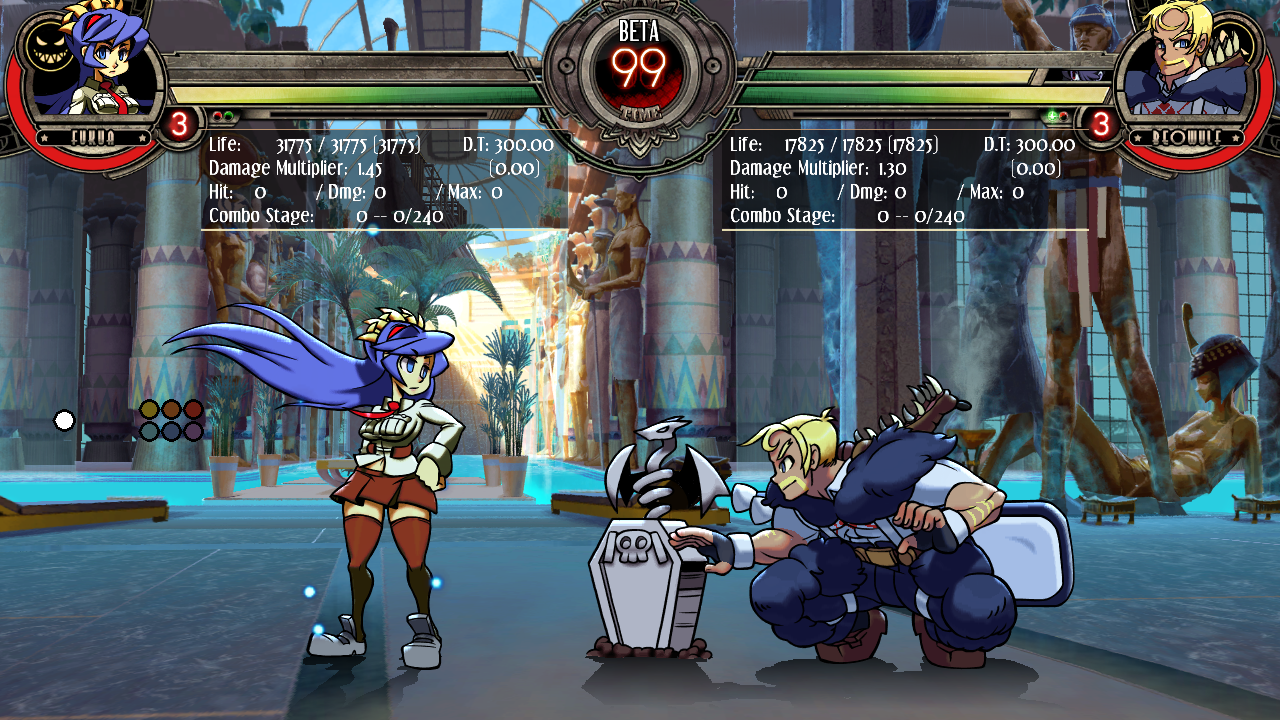 BETA
99
TIME
FUKUA
3
3
BEOWULF
Life: 31775 / 31775 (31775) D.T: 300.00
Damage Multiplier: 1.45 (0.00)
Hit: 0 / Dmg: 0 / Max: 0
Combo Stage: 0 -- 0/240
Life: 17825 / 17825 (17825) D.T: 300.00
Damage Multiplier: 1.30 (0.00)
Hit: 0 / Dmg: 0 / Max: 0
Combo Stage: 0 -- 0/240